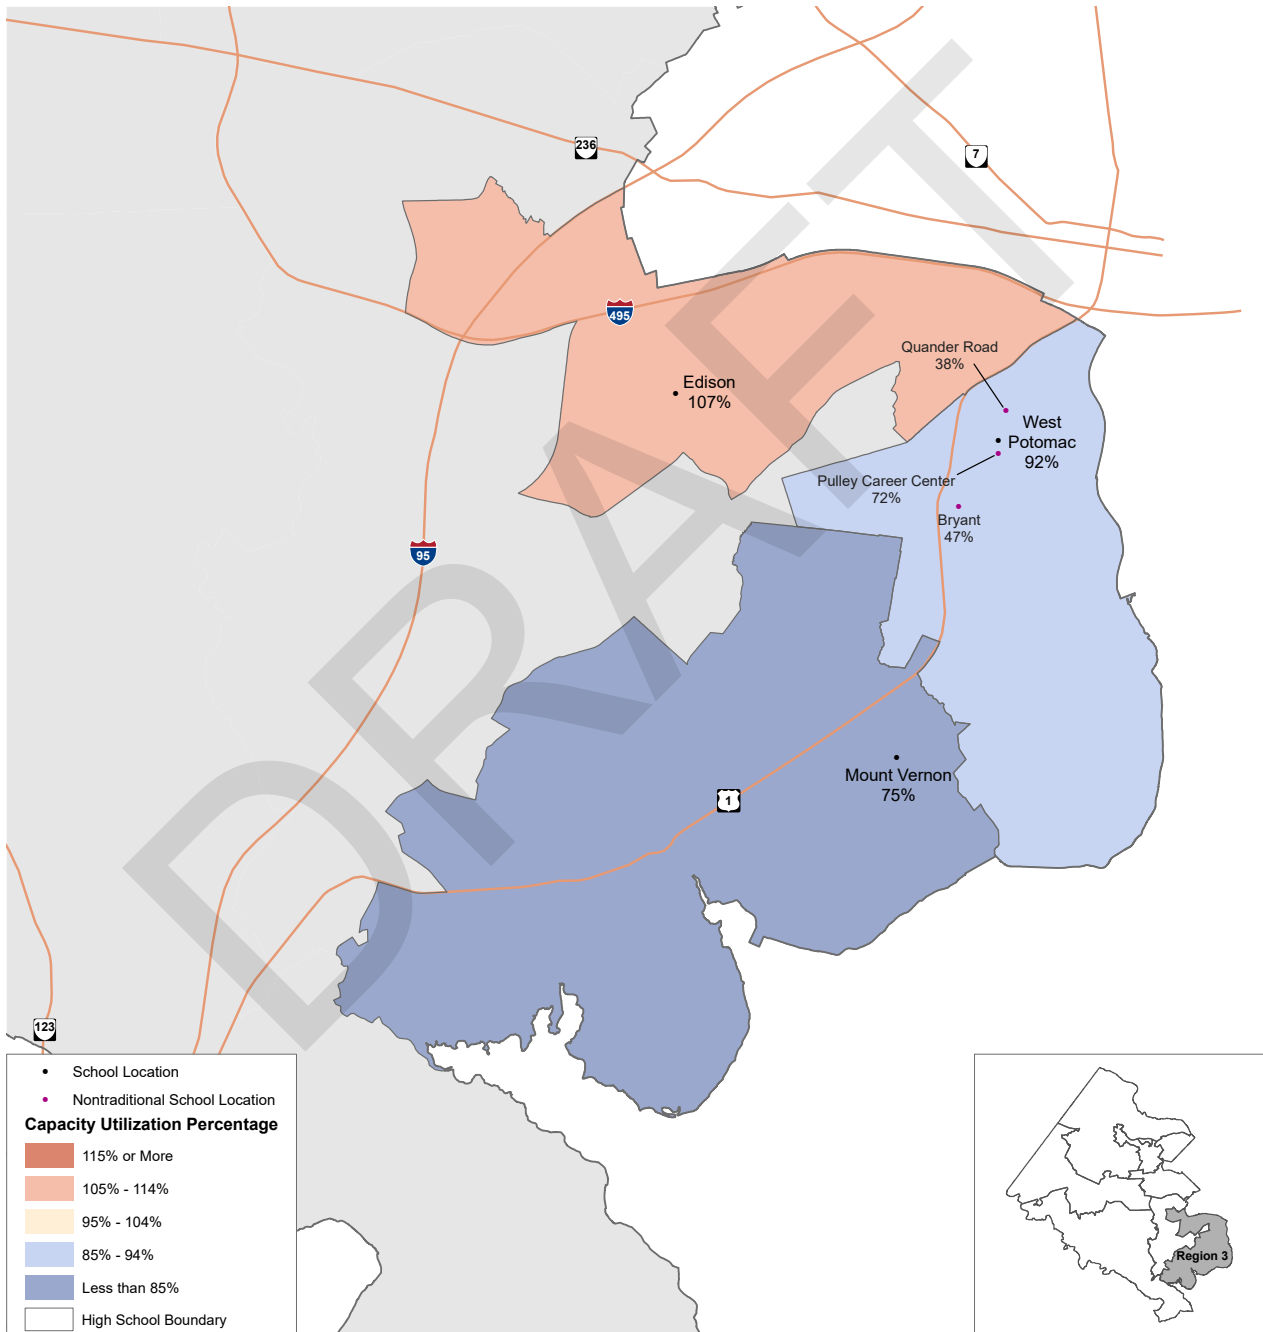 236
7
495
Quander Road
38%
Edison
107%
West
Potomac
92%
Pulley Career Center
72%
Bryant
47%
95
Mount Vernon
75%
1
123
DRAFT
School Location
Nontraditional School Location
Capacity Utilization Percentage
115% or More
105% - 114%
95% - 104%
85% - 94%
Less than 85%
High School Boundary
Region 3